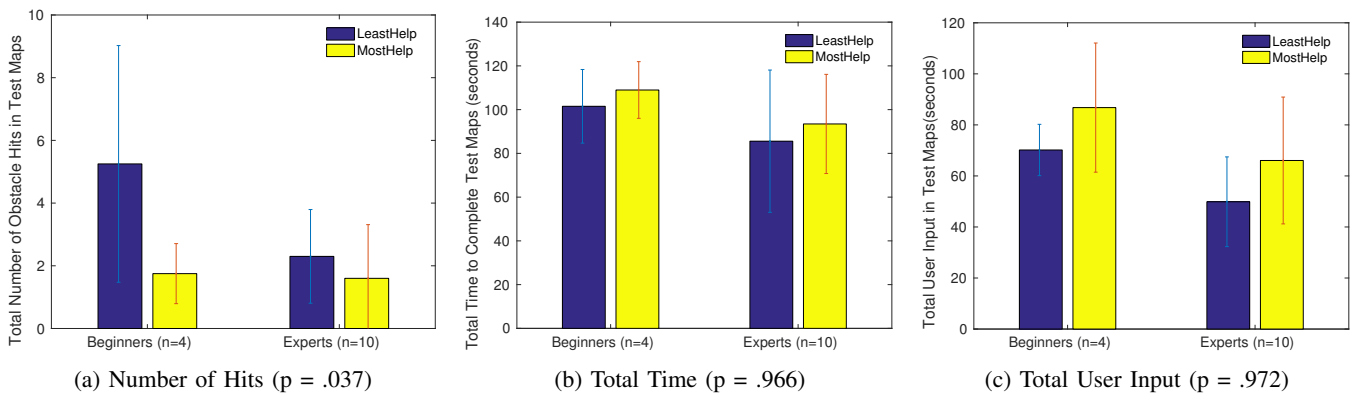 Total Number of Obstacle Hits in Test Maps
10
8
6
4
2
0
LeastHelp
MostHelp
Beginners (n=4)
Experts (n=10)
(a) Number of Hits (p = .037)
Total Time to Complete Test Maps (seconds)
140
120
100
80
60
40
20
0
LeastHelp
MostHelp
Beginners (n=4)
Experts (n=10)
(b) Total Time (p = .966)
Total User Input in Test Maps(seconds)
120
100
80
60
40
20
0
LeastHelp
MostHelp
Beginners (n=4)
Experts (n=10)
(c) Total User Input (p = .972)